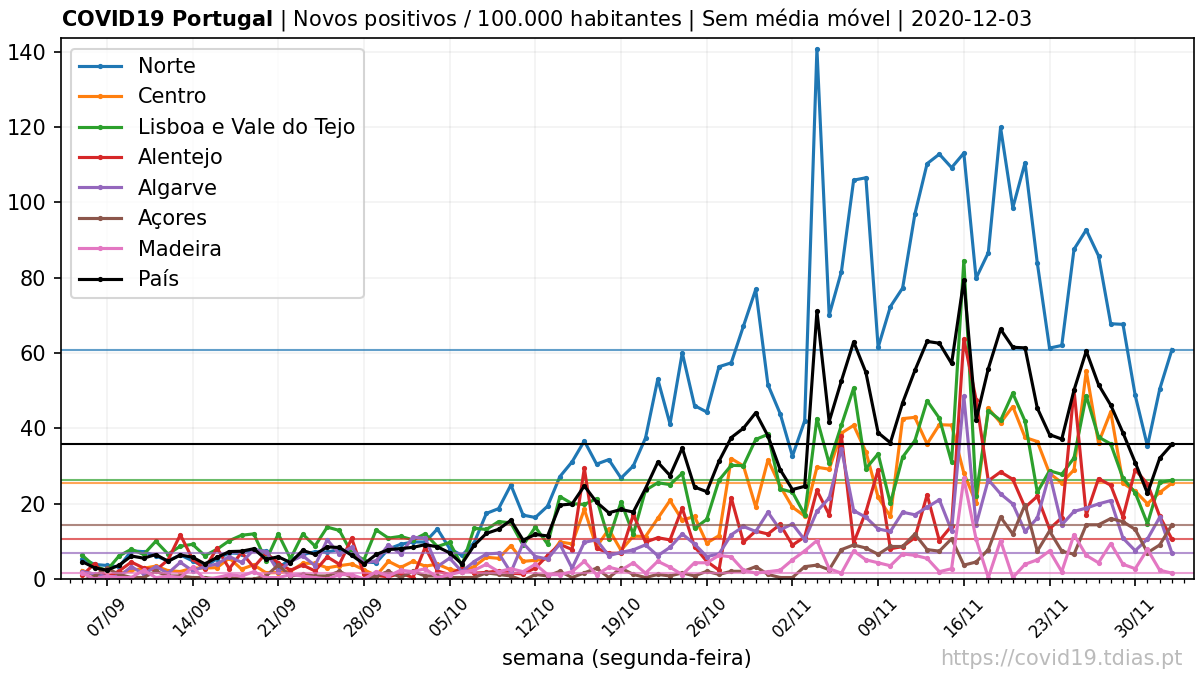 COVID19 Portugal | Novos positivos / 100.000 habitantes | Sem média móvel | 2020-12-03
140
120
100
80
60
40
20
0
Norte
Centro
Lisboa e Vale do Tejo
Alentejo
Algarve
Açores
Madeira
País
07/09
14/09
21/09
28/09
05/10
12/10
19/10
26/10
02/11
09/11
16/11
23/11
30/11
semana (segunda-feira)
https://covid19.tdias.pt